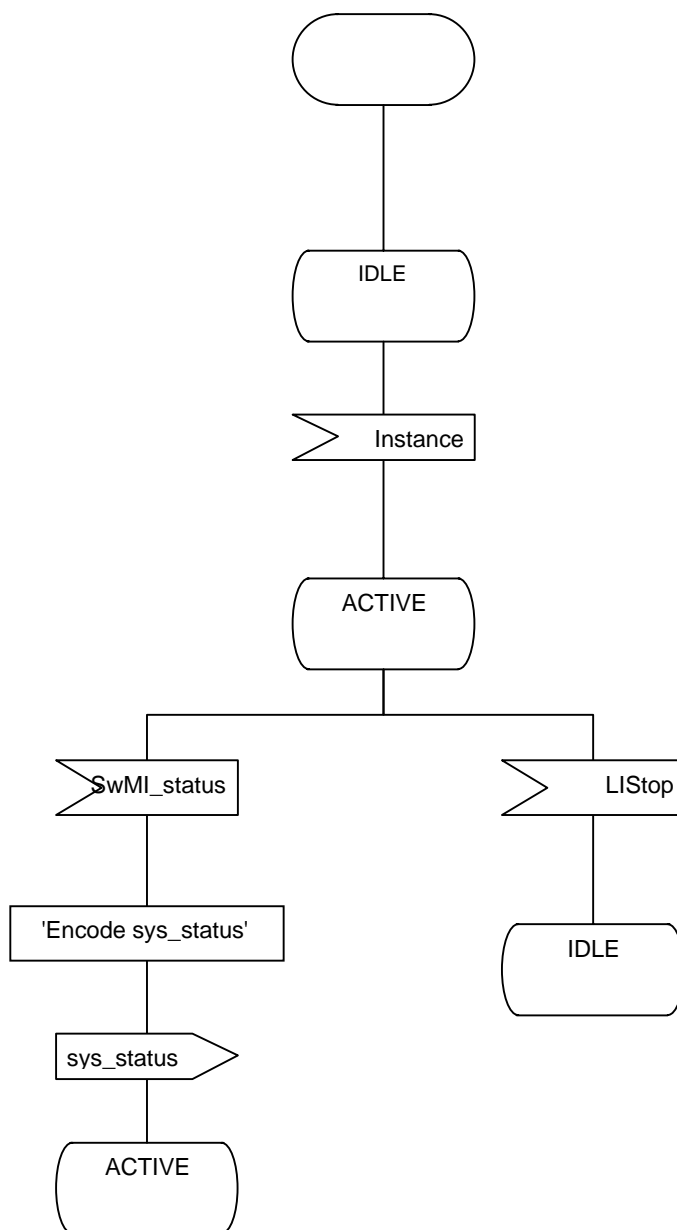 IDLE
Instance
ACTIVE
SwMI_status
LIStop
'Encode sys_status'
IDLE
sys_status
ACTIVE